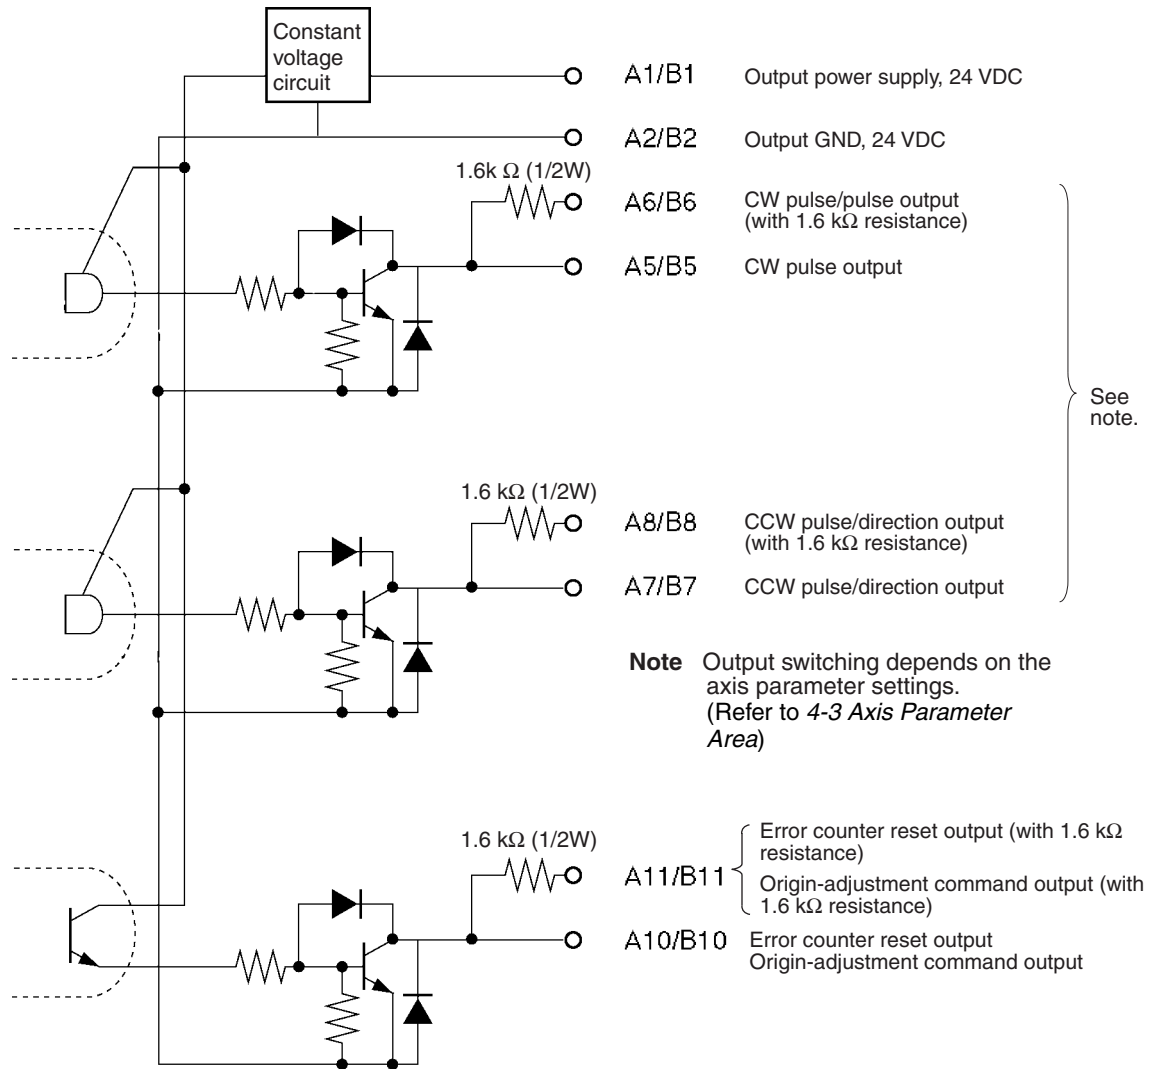 Constant
voltage
circuit
A1/B1 Output power supply, 24 VDC
A2/B2 Output GND, 24 VDC
1.6k Ω (1/2W)
A6/B6 CW pulse/pulse output
(with 1.6 kΩ resistance)
A5/B5 CW pulse output
See
note.
1.6 kΩ (1/2W)
A8/B8 CCW pulse/direction output
(with 1.6 kΩ resistance)
A7/B7 CCW pulse/direction output
Note Output switching depends on the
axis parameter settings.
(Refer to 4-3 Axis Parameter
Area)
1.6 kΩ (1/2W)
A11/B11 Error counter reset output (with 1.6 kΩ
resistance)
Origin-adjustment command output (with
1.6 kΩ resistance)
A10/B10 Error counter reset output
Origin-adjustment command output